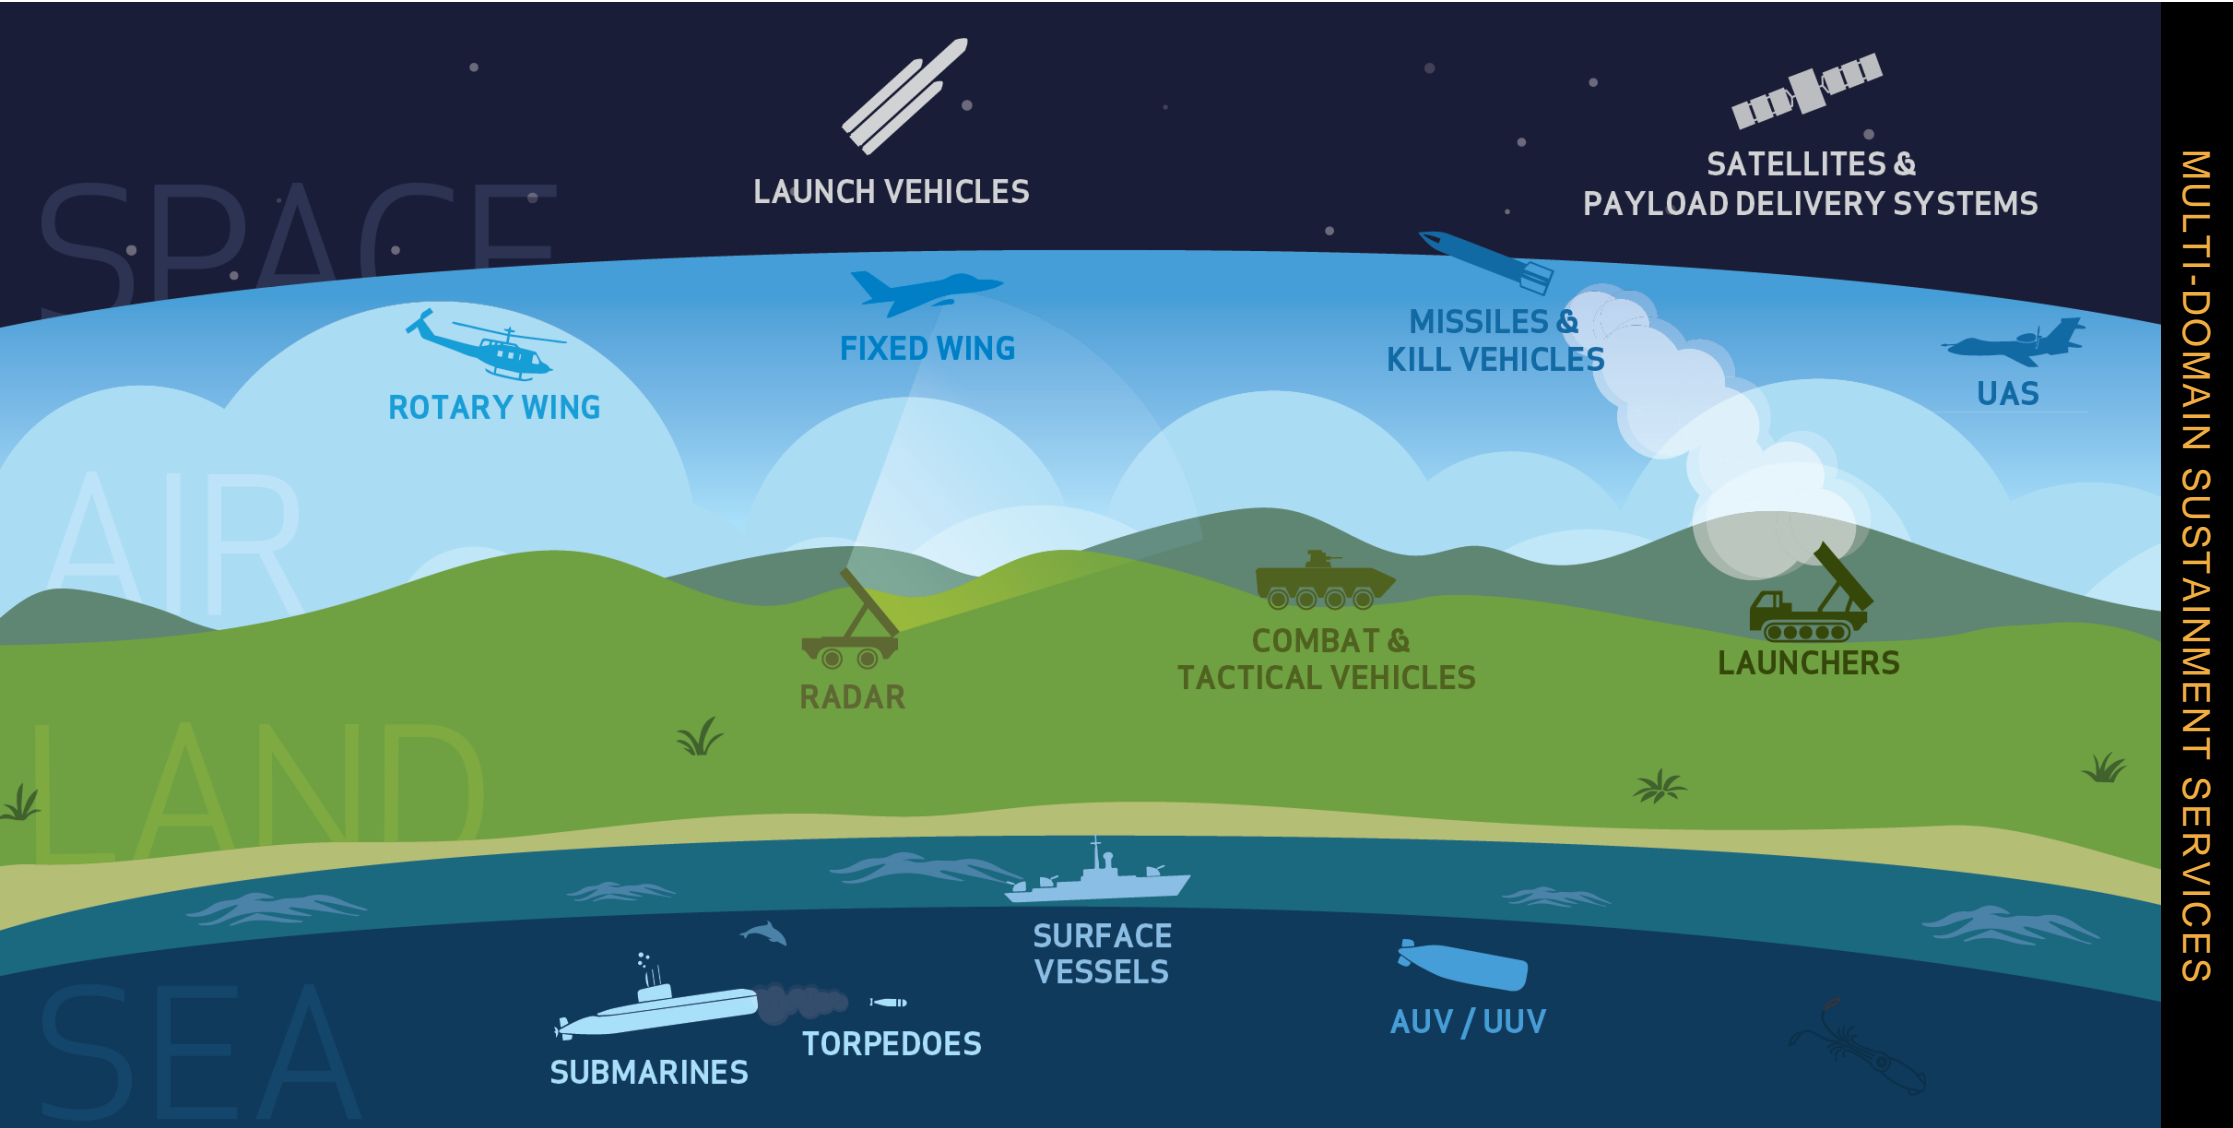 SPACE
LAUNCH VEHICLES
SATELLITES &
PAYLOAD DELIVERY SYSTEMS
AIR
ROTARY WING
FIXED WING
MISSILES &
KILL VEHICLES
UAS
LAND
RADAR
COMBAT &
TACTICAL VEHICLES
LAUNCHERS
SEA
SUBMARINES
TORPEDOES
SURFACE
VESSELS
AUV / UUV
MULTI-DOMAIN SUSTAINMENT SERVICES